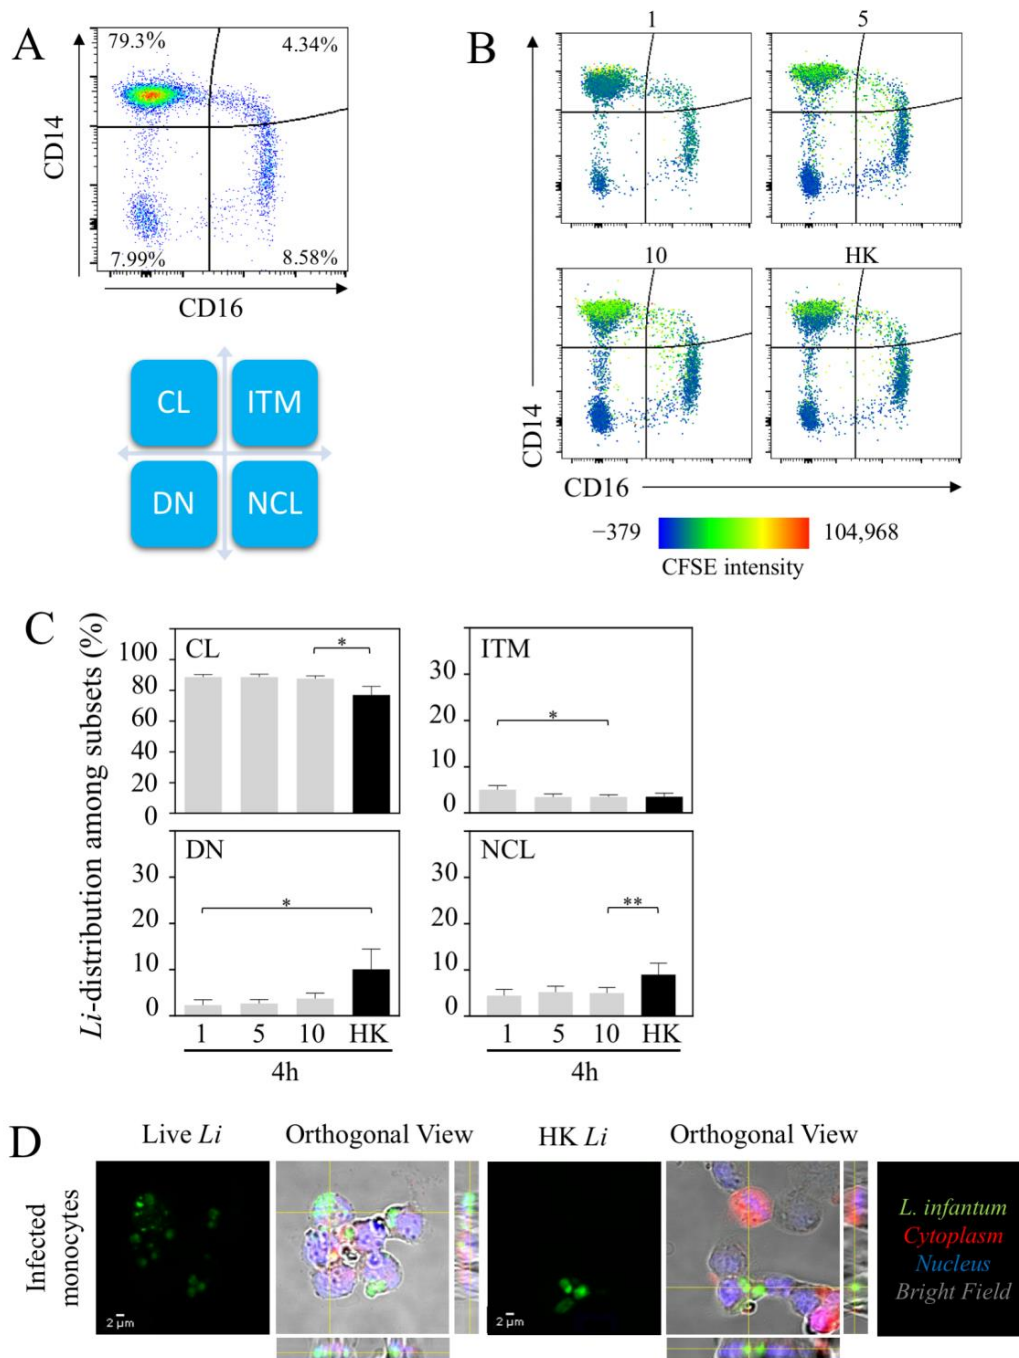 A
79.3%
4.34%
CD14
7.99%
8.58%
CD16
CL
ITM
DN
NCL
B
1
5
10
HK
CD14
CD16
−379
104,968
CFSE intensity
C
Li-distribution among subsets (%)
CL
*
100
80
60
40
20
0
ITM
*
30
20
10
0
DN
*
30
20
10
0
1 5 10 HK
4h
NCL
**
30
20
10
0
1 5 10 HK
4h
D
Live Li
Orthogonal View
HK Li
Orthogonal View
Infected
monocytes
2 µm
2 µm
L. infantum
Cytoplasm
Nucleus
Bright Field